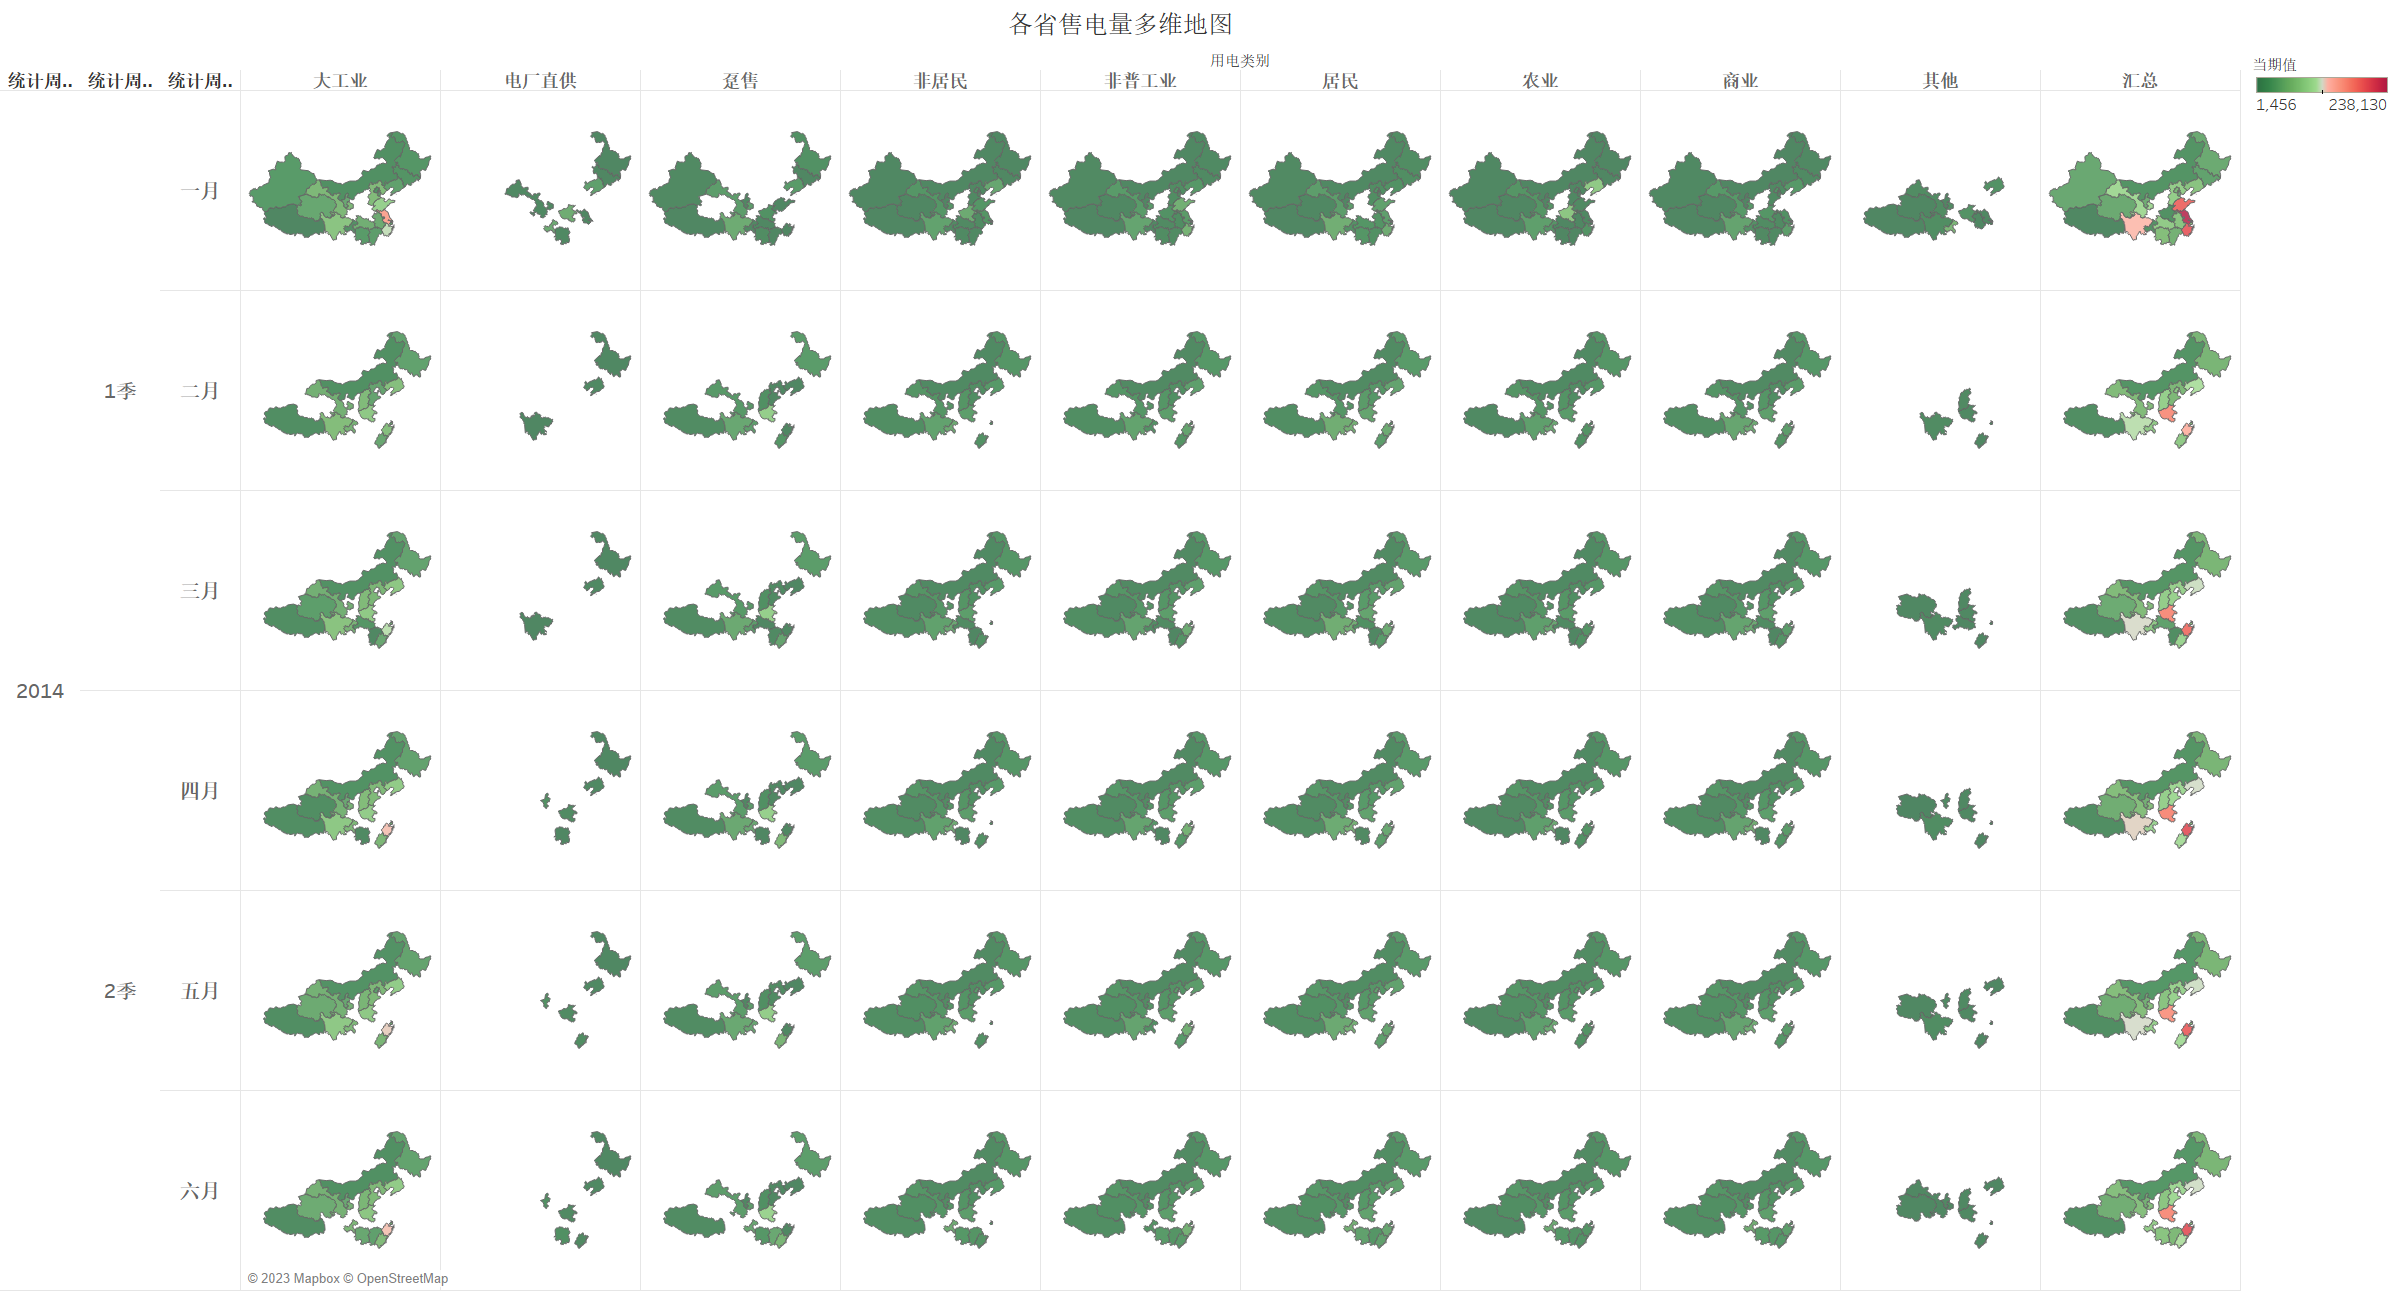 各省售电量多维地图
用电类别
统计周.. 统计周.. 统计周.. 大工业 电厂直供 趸售 非居民 非普工业 居民 农业 商业 其他 汇总
当期值
1,456 238,130
一月
1季 二月
三月
2014
四月
2季 五月
六月
© 2023 Mapbox © OpenStreetMap